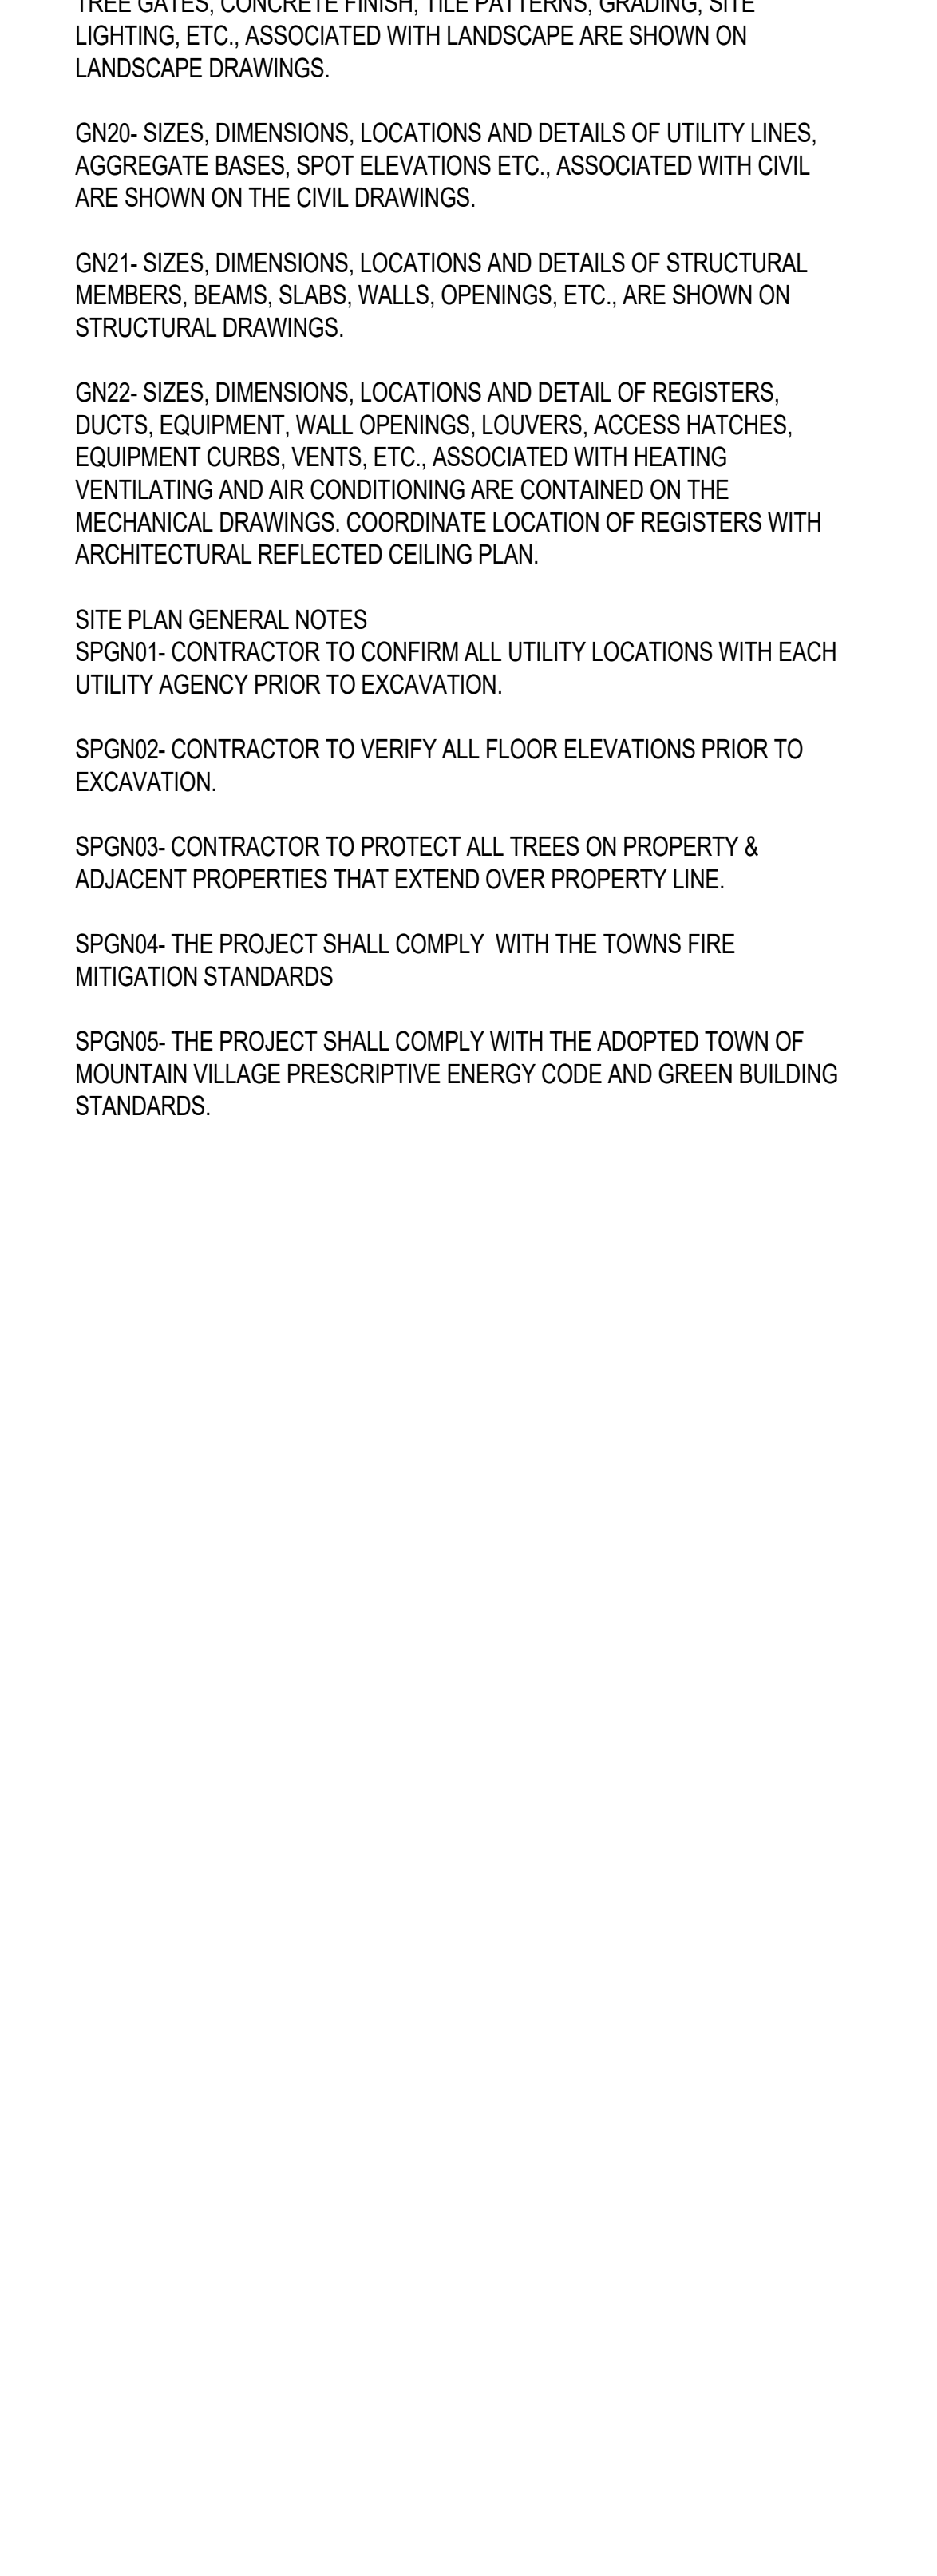 TREE GATES, CONCRETE FINISH, TILE PATTERNS, GRADING, SITE
LIGHTING, ETC., ASSOCIATED WITH LANDSCAPE ARE SHOWN ON
LANDSCAPE DRAWINGS.
GN20- SIZES, DIMENSIONS, LOCATIONS AND DETAILS OF UTILITY LINES,
AGGREGATE BASES, SPOT ELEVATIONS ETC., ASSOCIATED WITH CIVIL
ARE SHOWN ON THE CIVIL DRAWINGS.
GN21- SIZES, DIMENSIONS, LOCATIONS AND DETAILS OF STRUCTURAL
MEMBERS, BEAMS, SLABS, WALLS, OPENINGS, ETC., ARE SHOWN ON
STRUCTURAL DRAWINGS.
GN22- SIZES, DIMENSIONS, LOCATIONS AND DETAIL OF REGISTERS,
DUCTS, EQUIPMENT, WALL OPENINGS, LOUVERS, ACCESS HATCHES,
EQUIPMENT CURBS, VENTS, ETC., ASSOCIATED WITH HEATING
VENTILATING AND AIR CONDITIONING ARE CONTAINED ON THE
MECHANICAL DRAWINGS. COORDINATE LOCATION OF REGISTERS WITH
ARCHITECTURAL REFLECTED CEILING PLAN.
SITE PLAN GENERAL NOTES
SPGN01- CONTRACTOR TO CONFIRM ALL UTILITY LOCATIONS WITH EACH
UTILITY AGENCY PRIOR TO EXCAVATION.
SPGN02- CONTRACTOR TO VERIFY ALL FLOOR ELEVATIONS PRIOR TO
EXCAVATION.
SPGN03- CONTRACTOR TO PROTECT ALL TREES ON PROPERTY &
ADJACENT PROPERTIES THAT EXTEND OVER PROPERTY LINE.
SPGN04- THE PROJECT SHALL COMPLY  WITH THE TOWNS FIRE
MITIGATION STANDARDS
SPGN05- THE PROJECT SHALL COMPLY WITH THE ADOPTED TOWN OF
MOUNTAIN VILLAGE PRESCRIPTIVE ENERGY CODE AND GREEN BUILDING
STANDARDS.